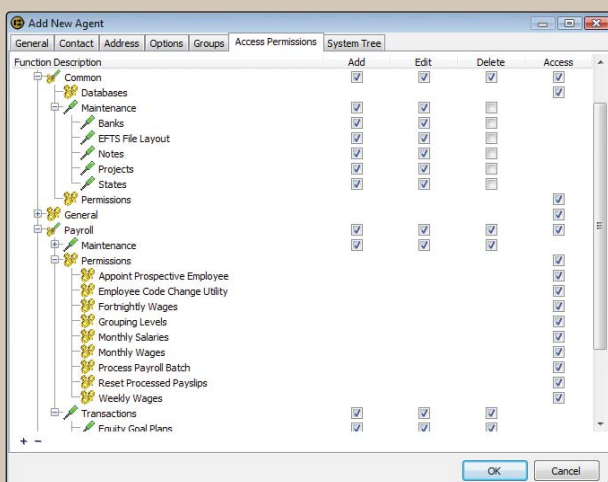 Add New Agent
General Contact Address Options Groups Access Permissions System Tree
Function Description Add Edit Delete Access
Common
Databases
Maintenance
Banks
EFTS File Layout
Notes
Projects
States
Permissions
General
Payroll
Maintenance
Permissions
Appoint Prospective Employee
Employee Code Change Utility
Fortnightly Wages
Grouping Levels
Monthly Salaries
Monthly Wages
Process Payroll Batch
Reset Processed Payslips
Weekly Wages
Transactions
Equity Goal Plans
OK Cancel